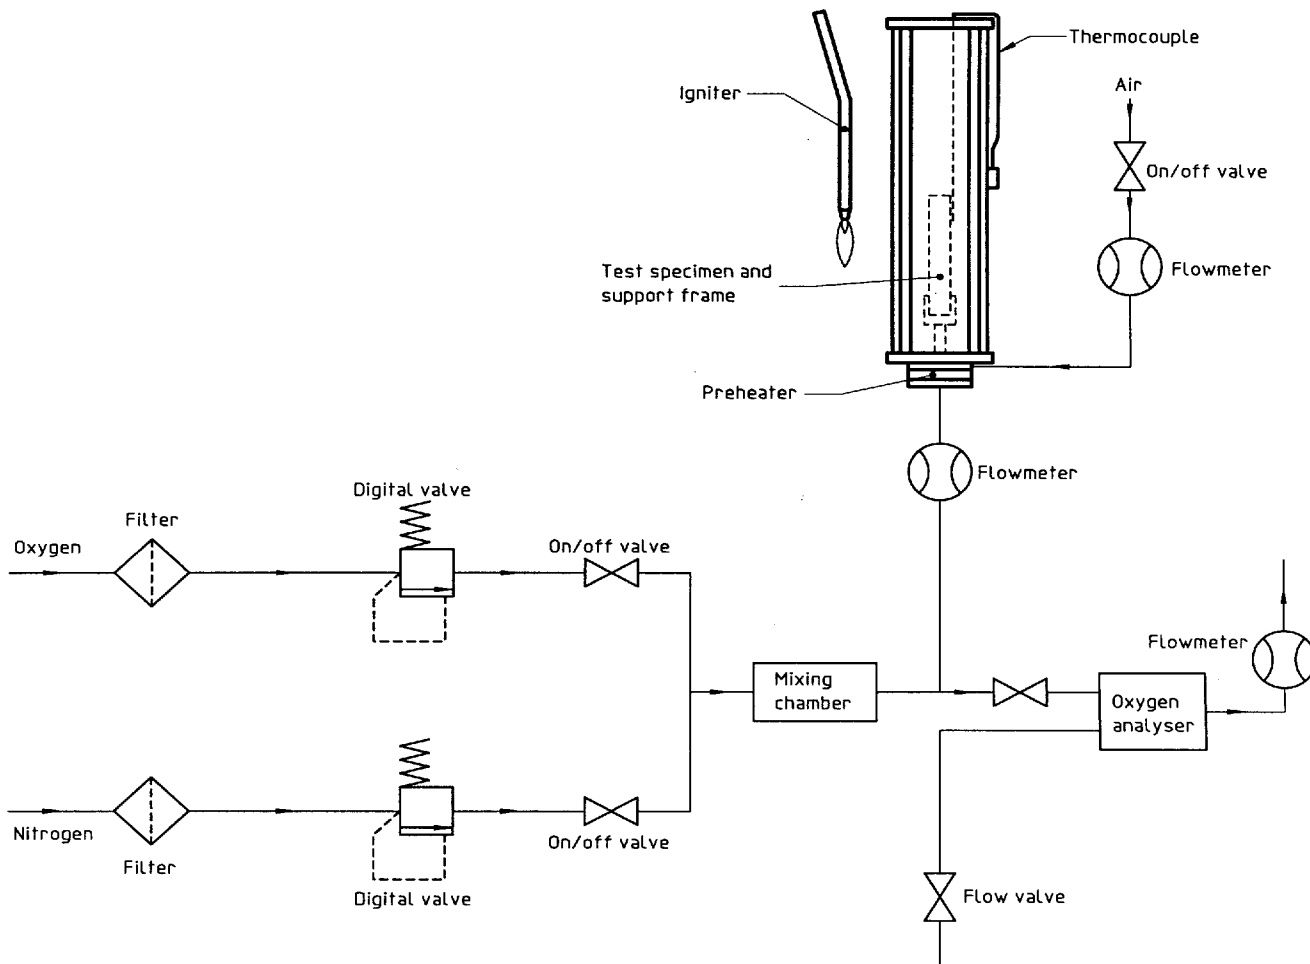 Thermocouple
Air
Igniter
On/off valve
Flowmeter
Test specimen and
support frame
Preheater
Flowmeter
Digital valve
Filter
Oxygen
On/off valve
Flowmeter
Mixing
chamber
Oxygen
analyser
Nitrogen
On/off valve
Filter
Digital valve
Flow valve